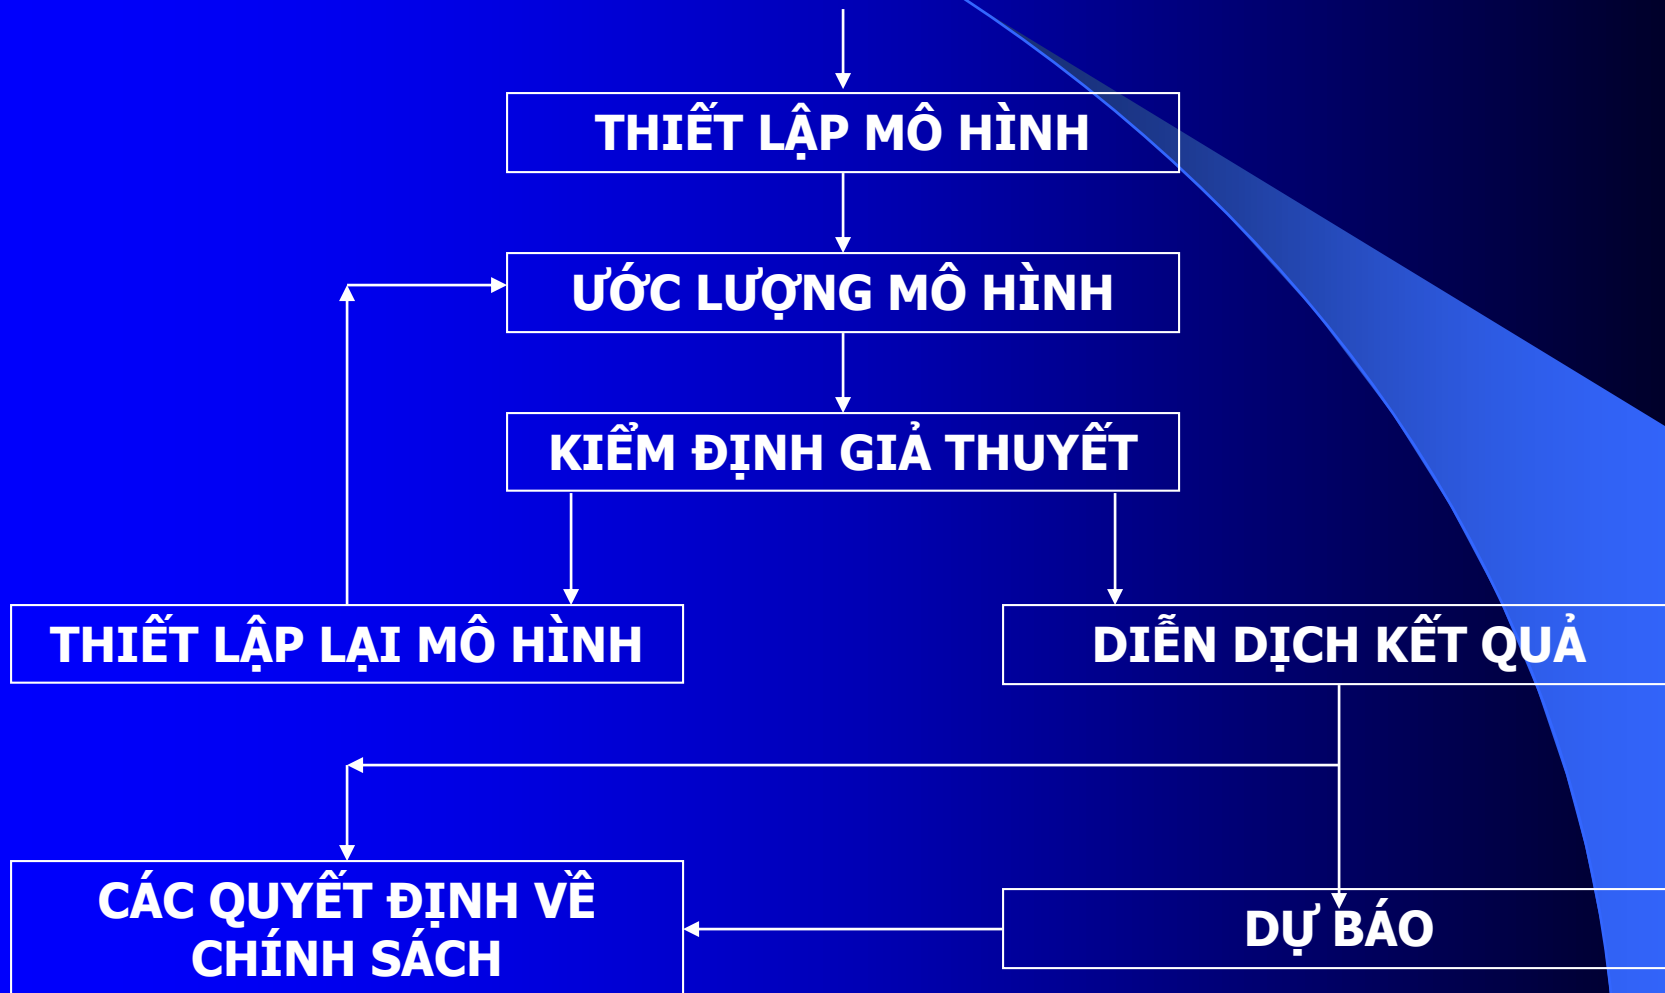 THIẾT LẬP MÔ HÌNH
ƯỚC LƯỢNG MÔ HÌNH
KIỂM ĐỊNH GIẢ THUYẾT
THIẾT LẬP LẠI MÔ HÌNH
DIỄN DỊCH KẾT QUẢ
CÁC QUYẾT ĐỊNH VỀ
CHÍNH SÁCH
DỰ BÁO